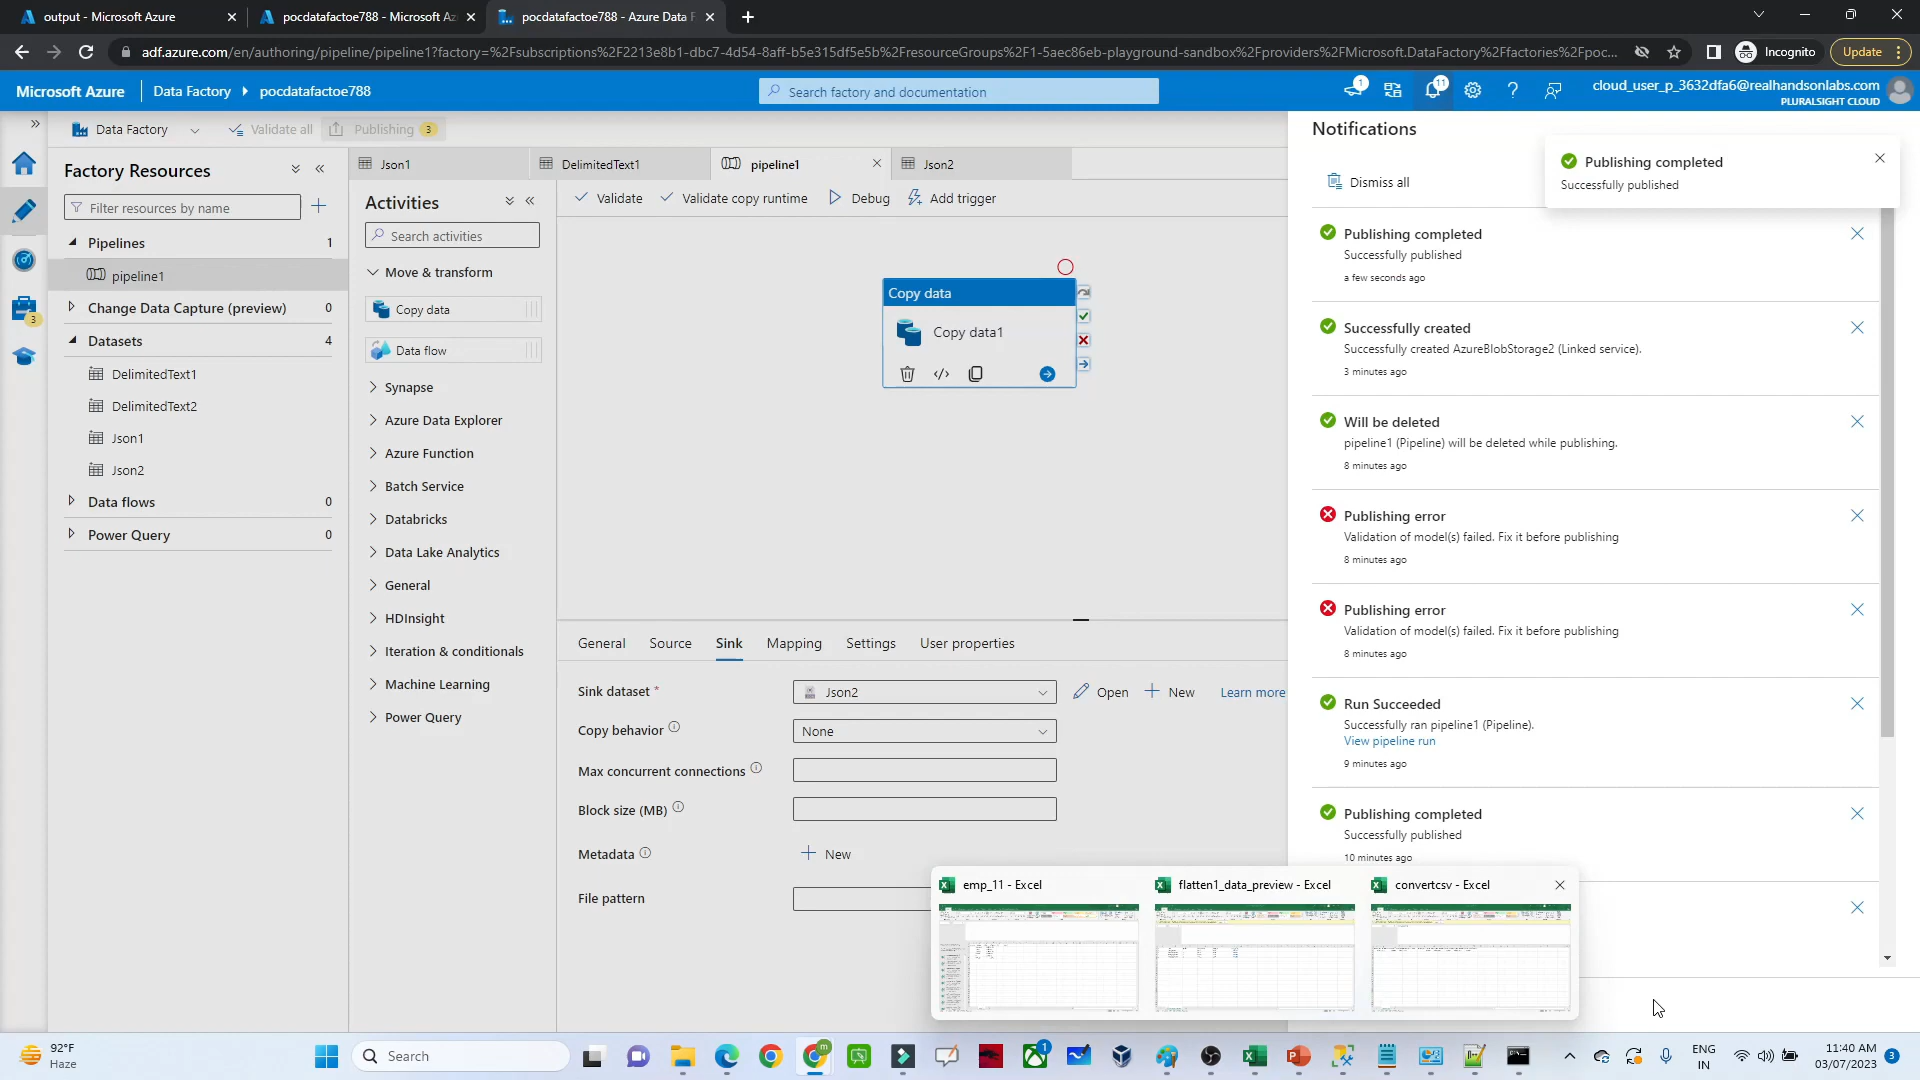 output - Microsoft Azure
pocdatafactoe788 - Microsoft Az
pocdatafactoe788 - Azure Data F
adf.azure.com/en/authoring/pipeline/pipeline1?factory=%2Fsubscriptions%2F2213e8b1-dbc7-4d54-8aff-b5e315df5e5b%2FresourceGroups%2F1-5aec86eb-playground-sandbox%2Fproviders%2FMicrosoft.DataFactory%2Ffactories%2Fpoc...
Incognito
Update
Microsoft Azure
Data Factory
pocdatafactoe788
Search factory and documentation
1
11
cloud_user_p_3632dfa6@realhandsonlabs.com
PLURALSIGHT CLOUD
Data Factory
Validate all
Publishing 3
Factory Resources
Filter resources by name
Pipelines 1
pipeline1
Change Data Capture (preview) 0
Datasets 4
DelimitedText1
DelimitedText2
Json1
Json2
Data flows 0
Power Query 0
3
Json1
DelimitedText1
pipeline1
Json2
Activities
Search activities
Move & transform
Copy data
Data flow
Synapse
Azure Data Explorer
Azure Function
Batch Service
Databricks
Data Lake Analytics
General
HDInsight
Iteration & conditionals
Machine Learning
Power Query
Validate
Validate copy runtime
Debug
Add trigger
Copy data
Copy data1
General
Source
Sink
Mapping
Settings
User properties
Sink dataset *
Json2
Open
New
Learn more
Copy behavior
None
Max concurrent connections
Block size (MB)
Metadata
New
File pattern
Notifications
Dismiss all
Publishing completed
Successfully published
Publishing completed
Successfully published
a few seconds ago
Successfully created
Successfully created AzureBlobStorage2 (Linked service).
3 minutes ago
Will be deleted
pipeline1 (Pipeline) will be deleted while publishing.
8 minutes ago
Publishing error
Validation of model(s) failed. Fix it before publishing
8 minutes ago
Publishing error
Validation of model(s) failed. Fix it before publishing
8 minutes ago
Run Succeeded
Successfully ran pipeline1 (Pipeline).
View pipeline run
9 minutes ago
Publishing completed
Successfully published
10 minutes ago
emp_11 - Excel
flatten1_data_preview - Excel
convertcsv - Excel
92°F
Haze
Search
m
1
ENG
IN
11:40 AM
03/07/2023
3